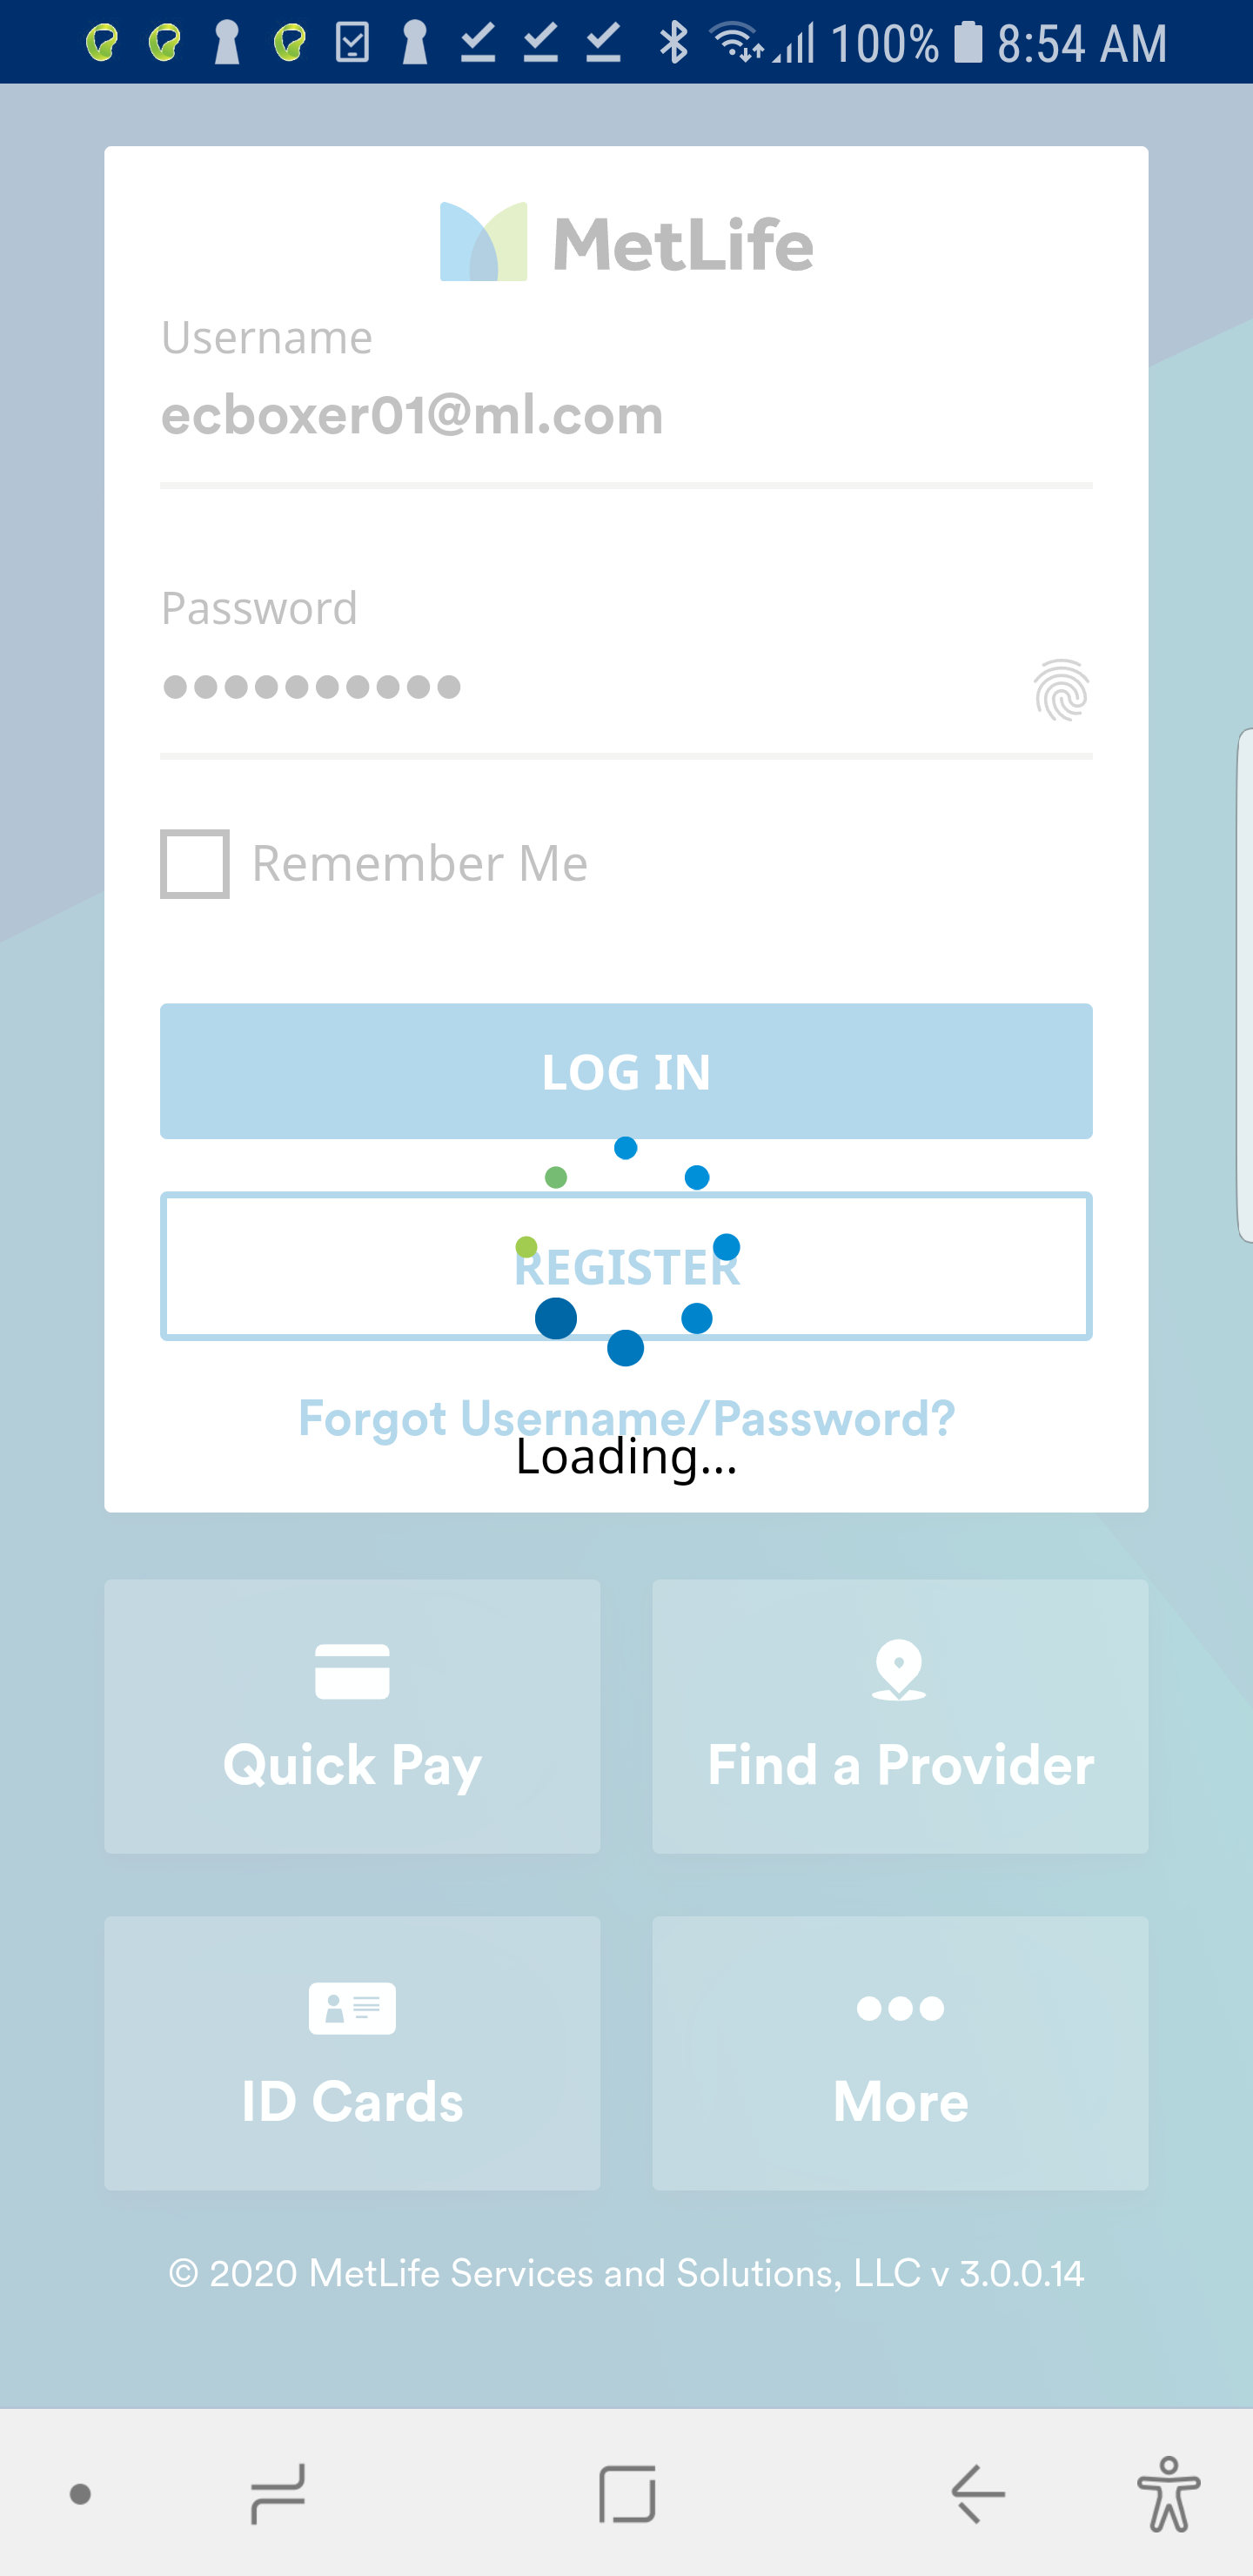 100% 8:54 AM
MetLife
Username
ecboxer01@ml.com
Password
Remember Me
LOG IN
REGISTER
Forgot Username/Password?
Loading...
Quick Pay
Find a Provider
ID Cards
More
© 2020 MetLife Services and Solutions, LLC v 3.0.0.14